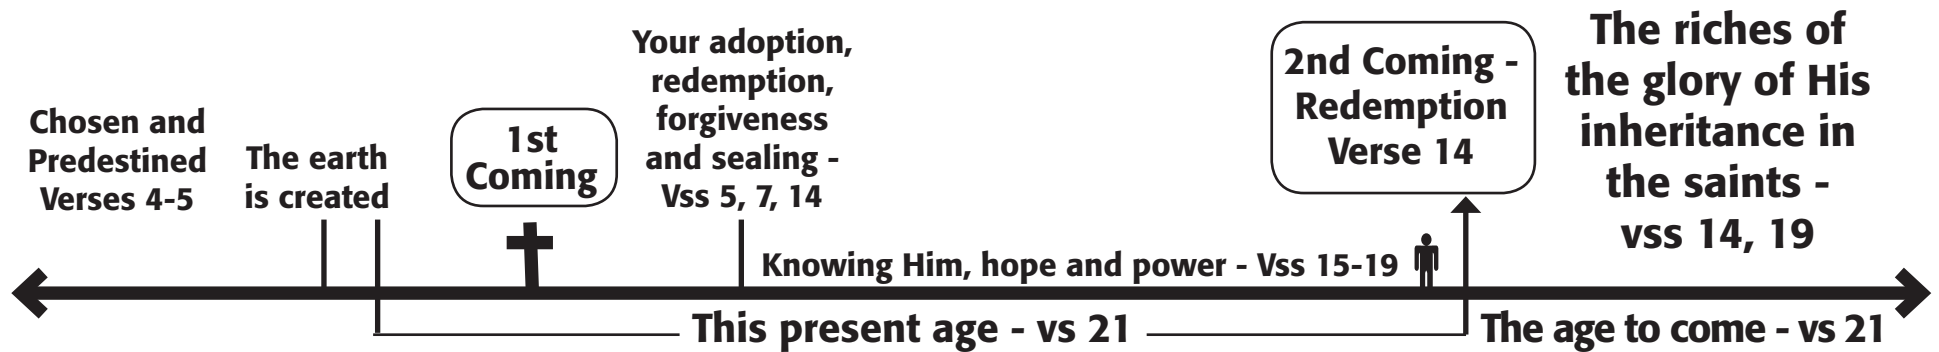 Chosen and
Predestined
Verses 4-5
The earth
is created
1st
Coming
Your adoption,
redemption,
forgiveness
and sealing -
Vss 5, 7, 14
2nd Coming -
Redemption
Verse 14
The riches of
the glory of His
inheritance in
the saints -
vss 14, 19
Knowing Him, hope and power - Vss 15-19
This present age - vs 21
The age to come - vs 21